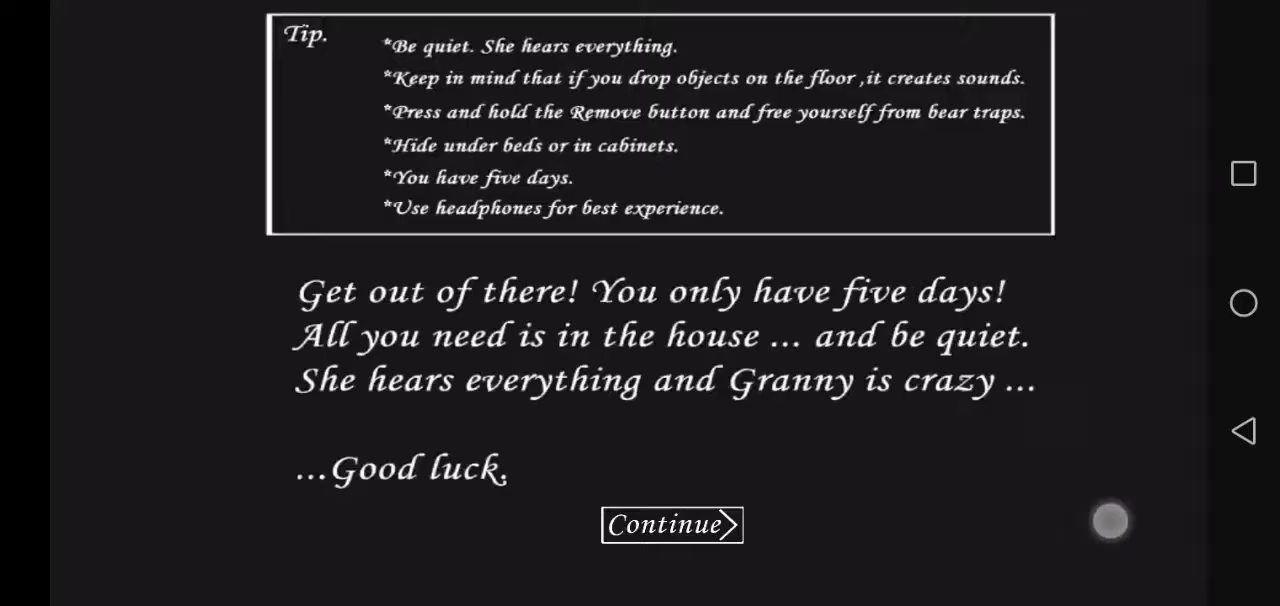 Tip.
*Be quiet. She hears everything.
*Keep in mind that if you drop objects on the floor ,it creates sounds.
*Press and hold the Remove button and free yourself from bear traps.
*Hide under beds or in cabinets.
*You have five days.
*Use headphones for best experience.
Get out of there! You only have five days!
All you need is in the house ... and be quiet.
She hears everything and Granny is crazy ...
...Good luck.
Continue>